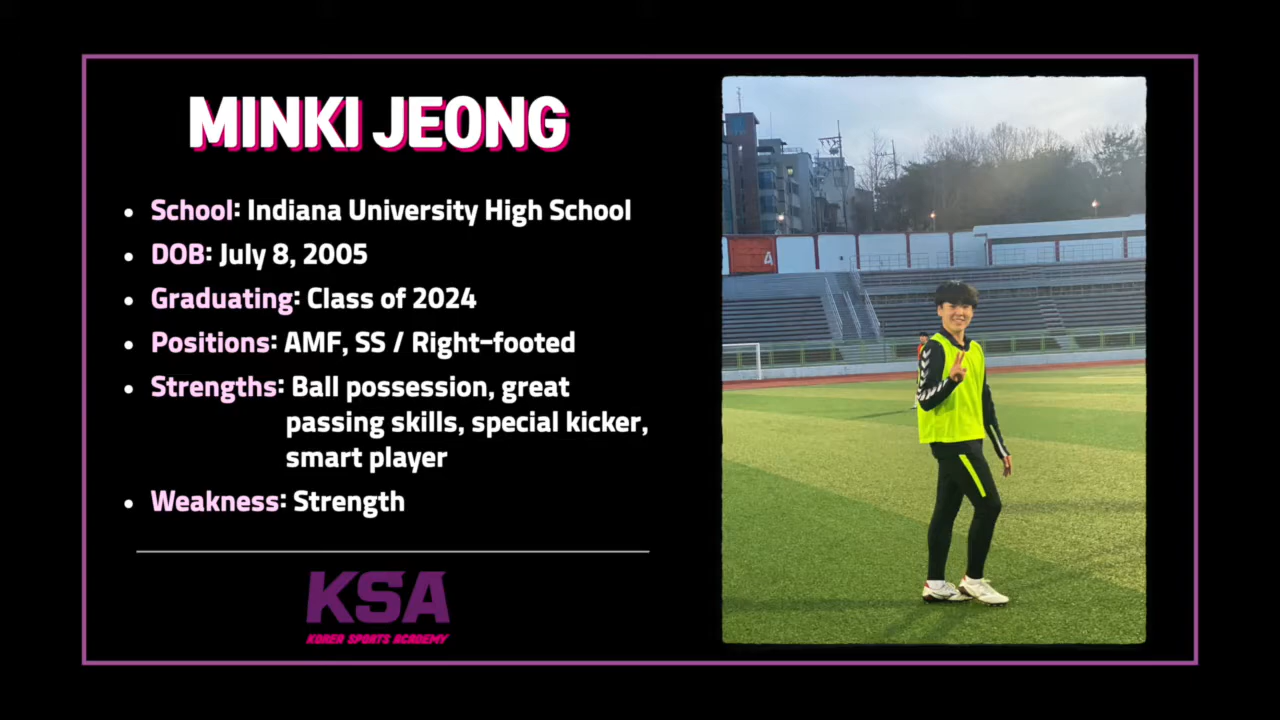 MINKI JEONG
• School: Indiana University High School
• DOB: July 8, 2005
• Graduating: Class of 2024
• Positions: AMF, SS / Right-footed
• Strengths: Ball possession, great
passing skills, special kicker,
smart player
• Weakness: Strength
KSA
KOREA SPORTS ACADEMY
4